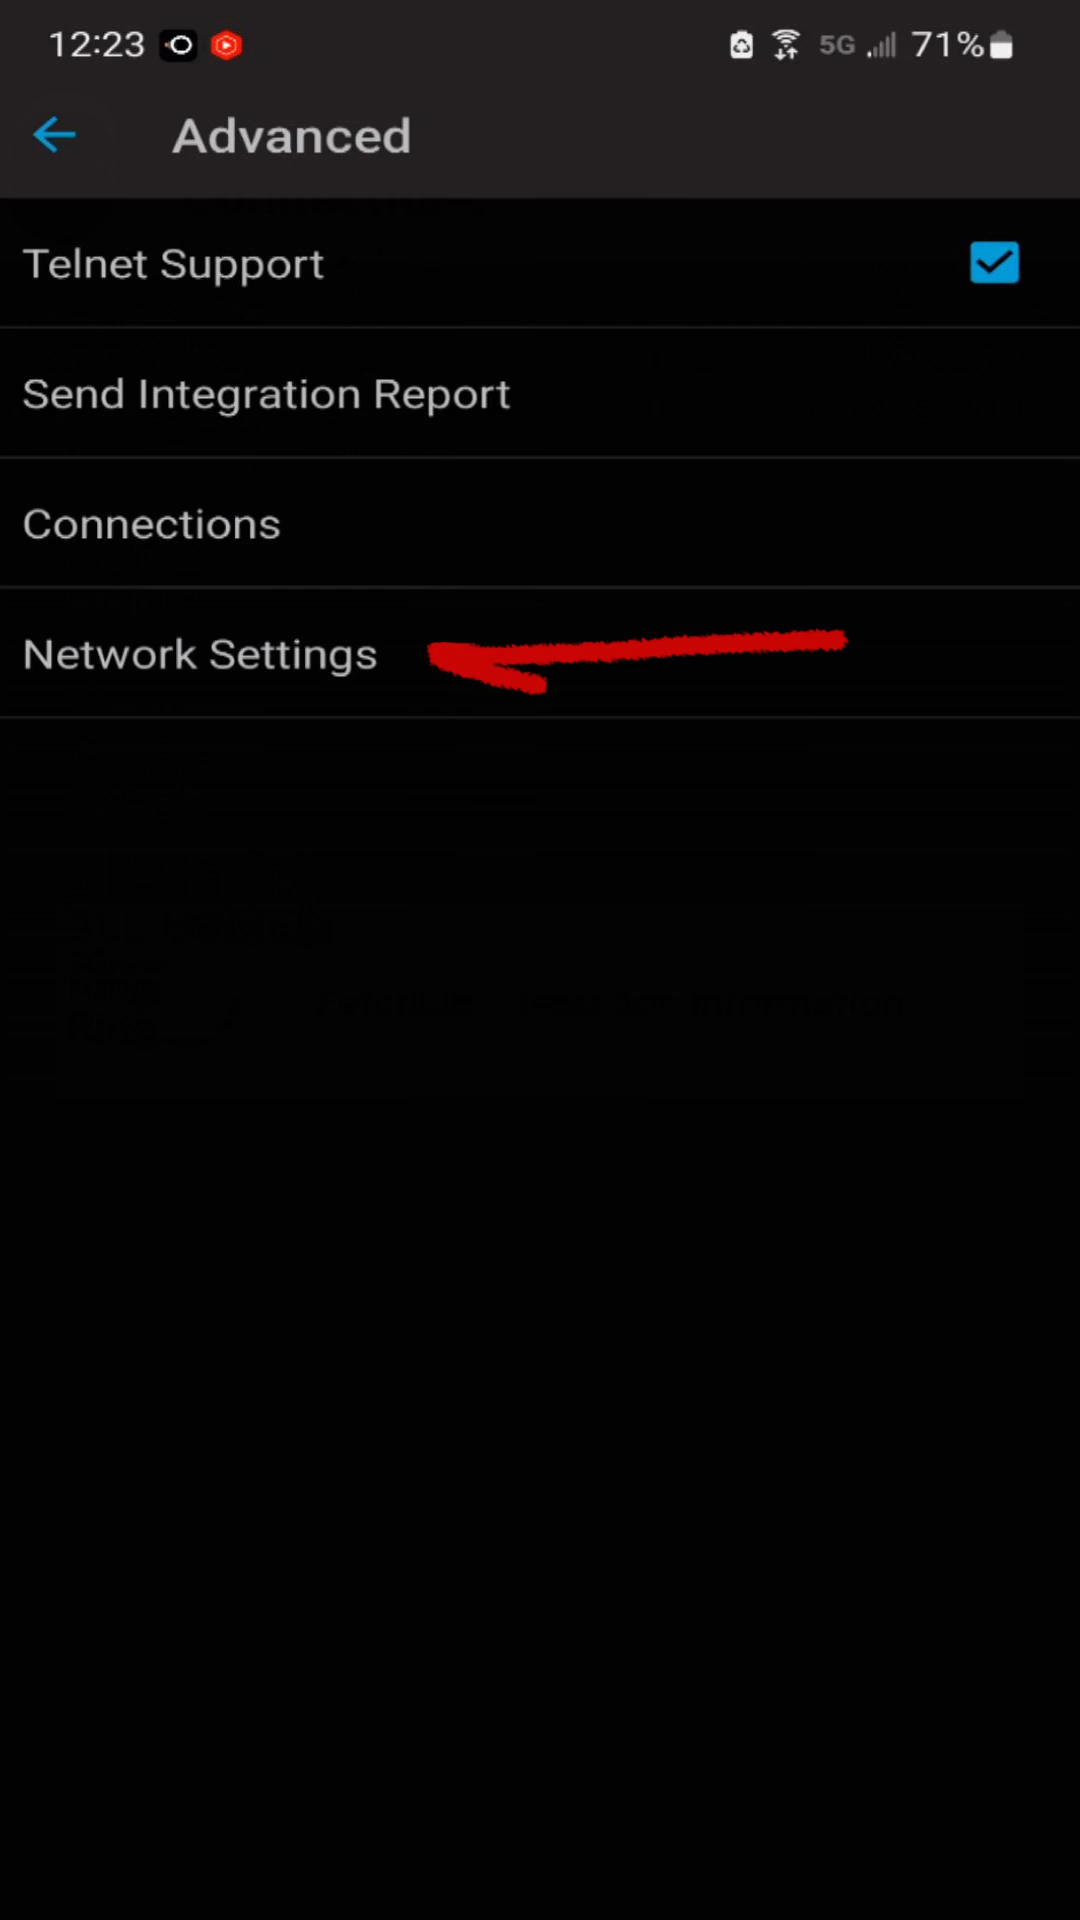 12:23 5G 71%
Advanced
Telnet Support
Send Integration Report
Connections
Network Settings